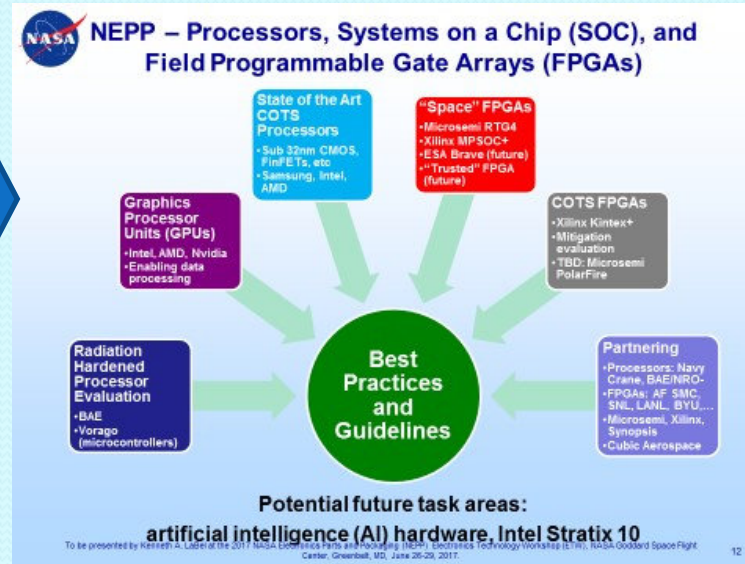 NASA
NEPP – Processors, Systems on a Chip (SOC), and
Field Programmable Gate Arrays (FPGAs)
State of the Art
COTS
Processors
•Sub 32nm CMOS,
FinFETs, etc
•Samsung, Intel,
AMD
"Space" FPGAs
•Microsemi RTG4
•Xilinx MPSOC+
•ESA Brave (future)
•"Trusted" FPGA
(future)
Graphics
Processor
Units (GPUs)
•Intel, AMD, Nvidia
•Enabling data
processing
COTS FPGAs
•Xilinx Kintex+
•Mitigation
evaluation
•TBD: Microsemi
PolarFire
Radiation
Hardened
Processor
Evaluation
•BAE
•Vorago
(microcontrollers)
Best
Practices
and
Guidelines
Partnering
•Processors: Navy
Crane, BAE/NRO-
•FPGAs: AF SMC,
SNL, LANL, BYU,...
•Microsemi, Xilinx,
Synopsis
•Cubic Aerospace
Potential future task areas:
artificial intelligence (AI) hardware, Intel Stratix 10
To be presented by Kenneth A. LaBel at the 2017 NASA Electronics Parts and Packaging (NEPP) Electronics Technology Workshop (ETW), NASA Goddard Space Flight
Center, Greenbelt, MD, June 26-29, 2017.
12